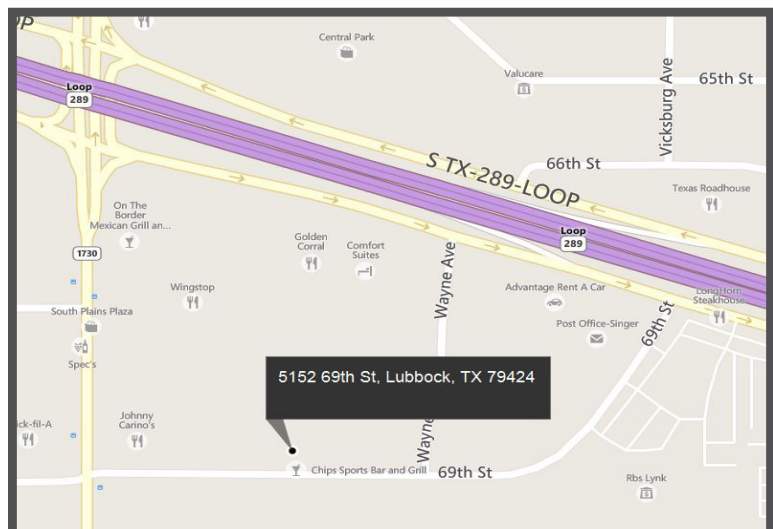 OP
Central Park
Valucare
65th St
Loop
289
Vicksburg Ave
66th St
S TX-289-LOOP
Texas Roadhouse
On The
Border
Mexican Grill an...
Loop
289
1730
Golden
Corral
Comfort
Suites
Wayne Ave
Wingstop
Advantage Rent A Car
LongHorn
Steakhouse
South Plains Plaza
Post Office-Singer
69th St
Spec's
5152 69th St, Lubbock, TX 79424
ick-fil-A
Johnny
Carino's
Wayne
Chips Sports Bar and Grill
69th St
Rbs Lynk